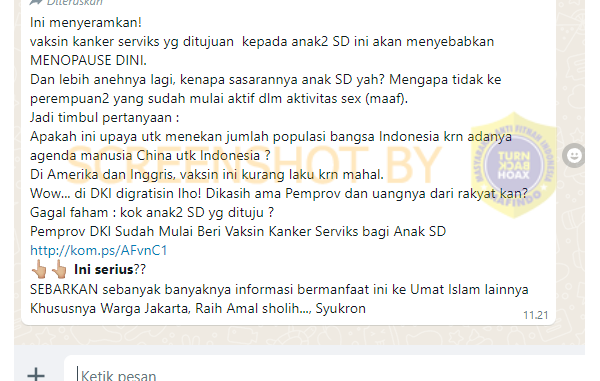 Diteruskan
Ini menyeramkan!
vaksin kanker serviks yg ditujuan kepada anak2 SD ini akan menyebabkan
MENOPAUSE DINI.
Dan lebih anehnya lagi, kenapa sasarannya anak SD yah? Mengapa tidak ke
perempuan2 yang sudah mulai aktif dlm aktivitas sex (maaf).
Jadi timbul pertanyaan :
Apakah ini upaya utk menekan jumlah populasi bangsa Indonesia krn adanya
agenda manusia China utk Indonesia ?
Di Amerika dan Inggris, vaksin ini kurang laku krn mahal.
Wow... di DKI digratisin lho! Dikasih ama Pemprov dan uangnya dari rakyat kan?
Gagal faham : kok anak2 SD yg dituju ?
Pemprov DKI Sudah Mulai Beri Vaksin Kanker Serviks bagi Anak SD
http://kom.ps/AFvnC1
👆🏼👆🏼 Ini serius??
SEBARKAN sebanyak banyaknya informasi bermanfaat ini ke Umat Islam lainnya
Khususnya Warga Jakarta, Raih Amal sholih..., Syukron
11.21
SCREENSHOT BY
MASYARAKAT ANTI FITNAH INDONESIA
TURN
BACK
HOAX
MAFINDO
Ketik pesan